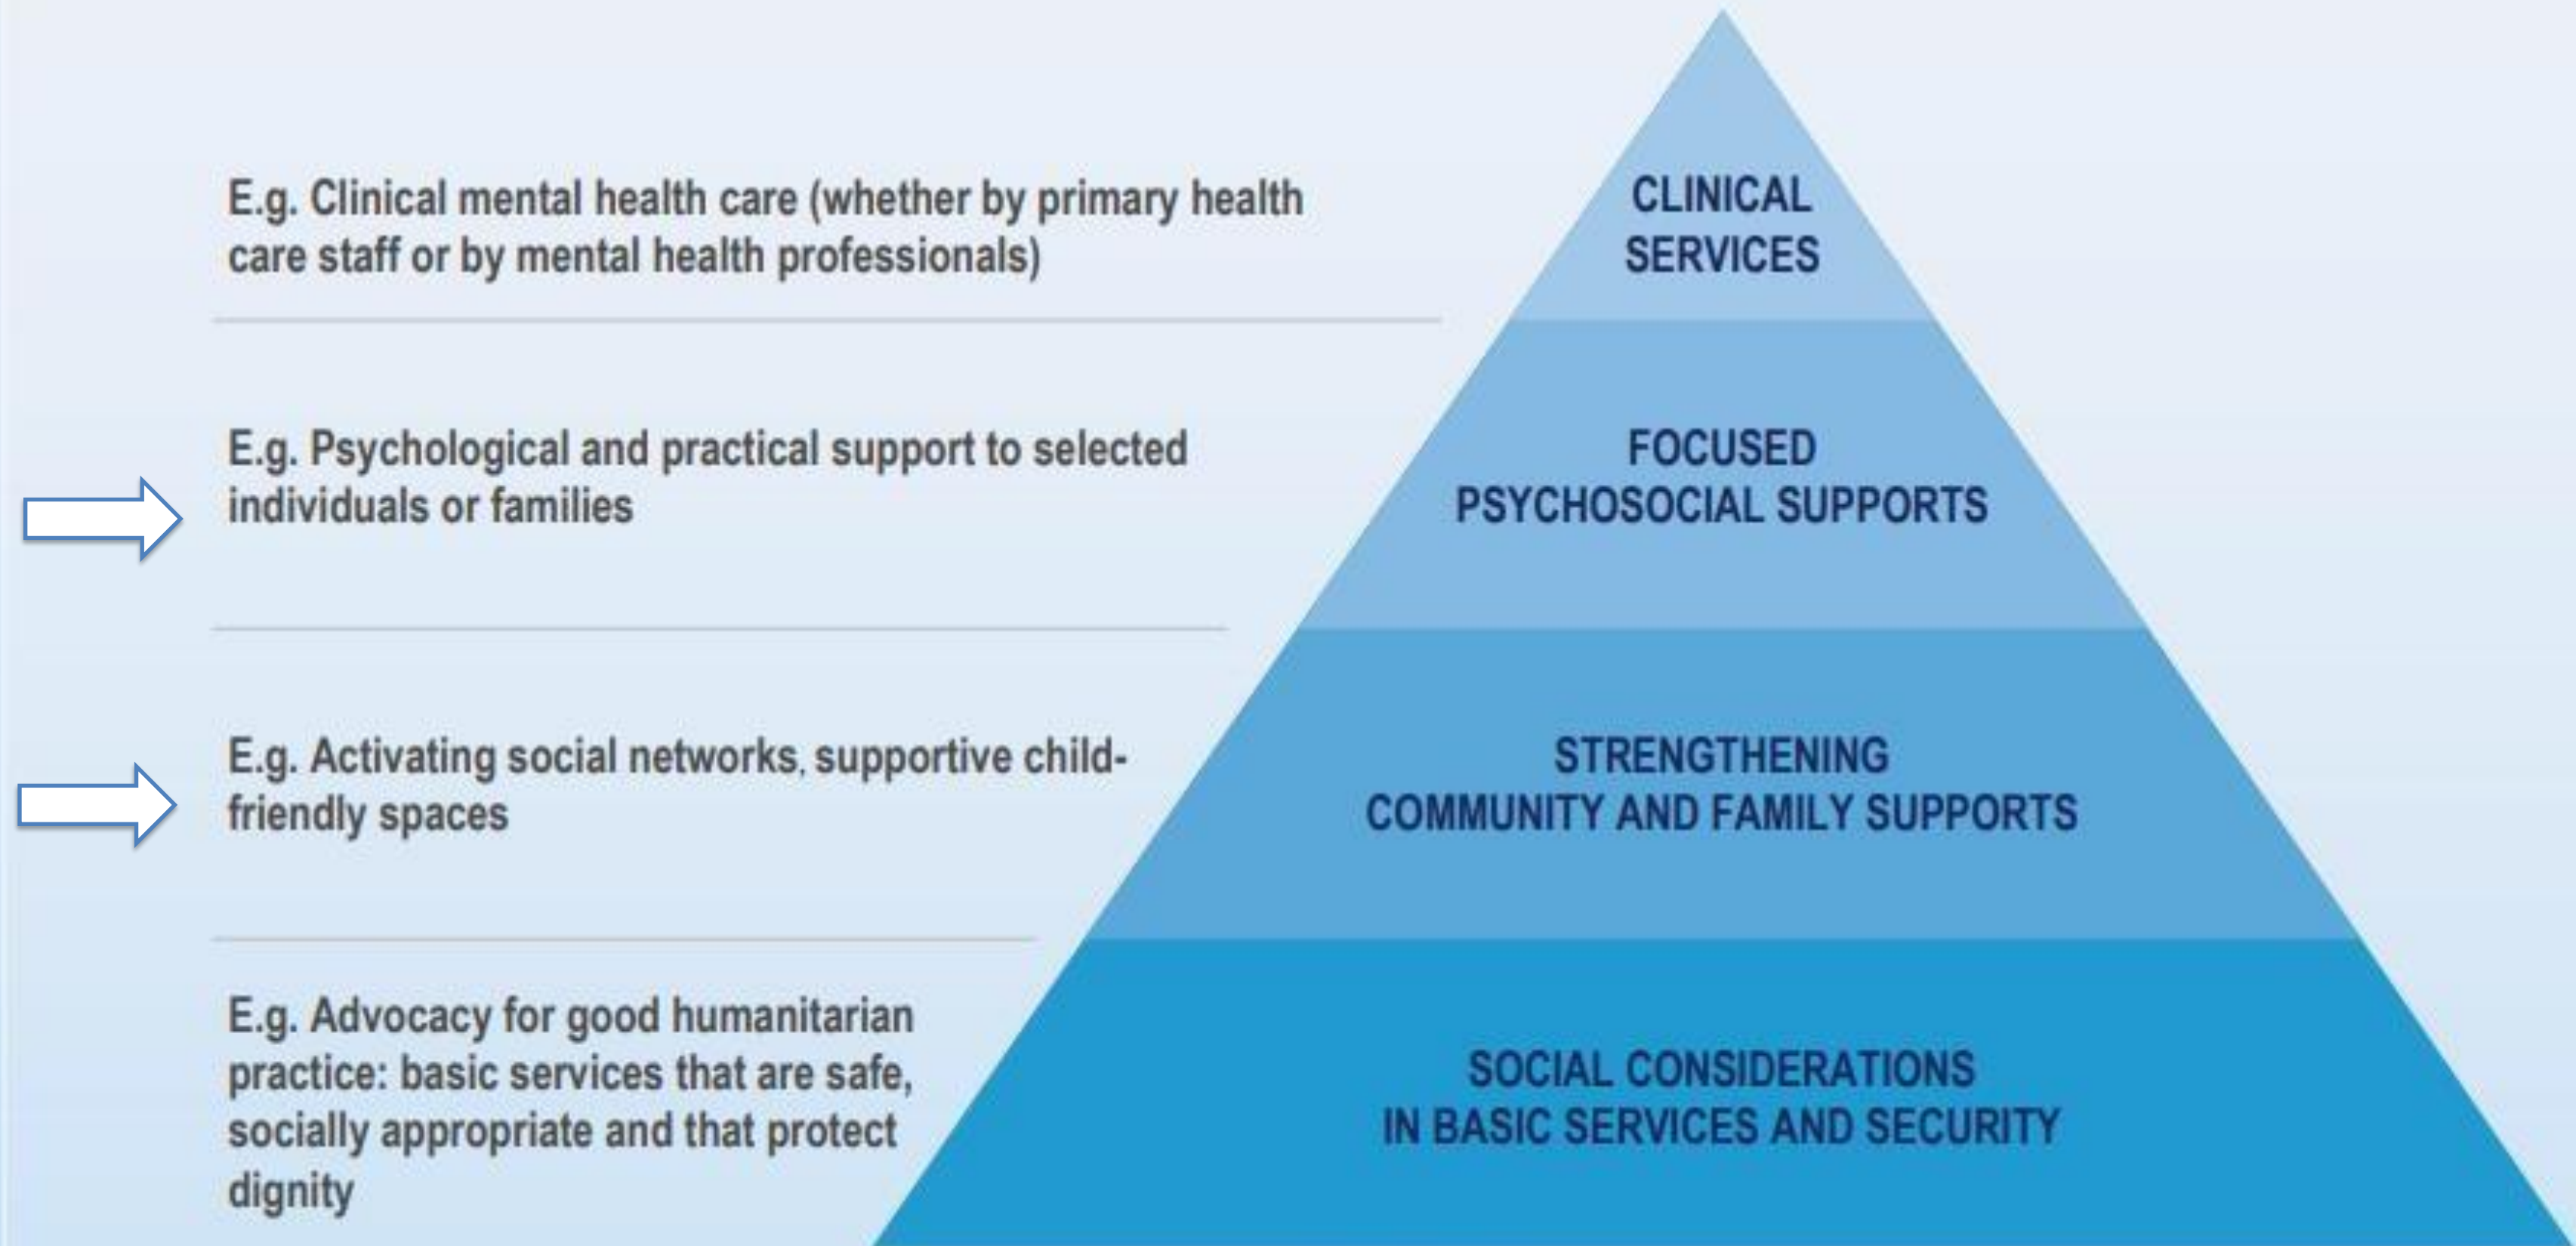 E.g. Clinical mental health care (whether by primary health
care staff or by mental health professionals)
CLINICAL
SERVICES
E.g. Psychological and practical support to selected
individuals or families
FOCUSED
PSYCHOSOCIAL SUPPORTS
E.g. Activating social networks, supportive child-
friendly spaces
STRENGTHENING
COMMUNITY AND FAMILY SUPPORTS
E.g. Advocacy for good humanitarian
practice: basic services that are safe,
socially appropriate and that protect
dignity
SOCIAL CONSIDERATIONS
IN BASIC SERVICES AND SECURITY